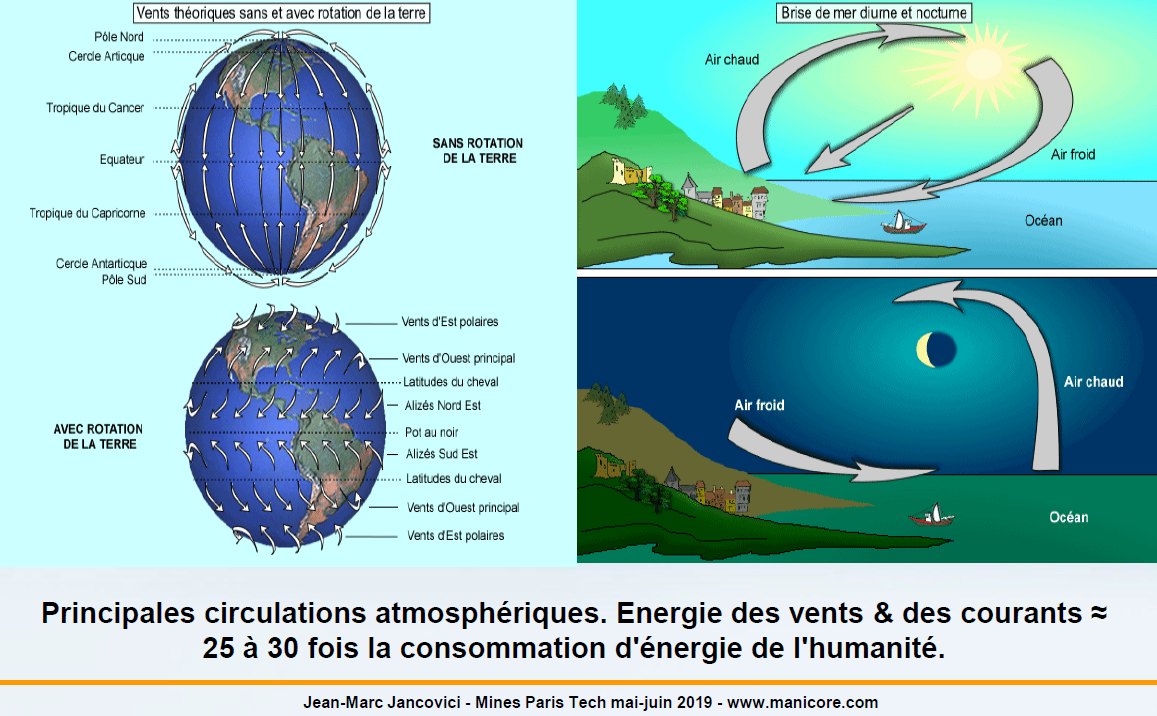 Vents théoriques sans et avec rotation de la terre
Pôle Nord
Cercle Articque
Tropique du Cancer
Equateur
Tropique du Capricorne
Cercle Antarticque
Pôle Sud
SANS ROTATION
DE LA TERRE
AVEC ROTATION
DE LA TERRE
Vents d'Est polaires
Vents d'Ouest principal
Latitudes du cheval
Alizés Nord Est
Pot au noir
Alizés Sud Est
Latitudes du cheval
Vents d'Ouest principal
Vents d'Est polaires
Brise de mer diurne et nocturne
Air chaud
Air froid
Océan
Air froid
Air chaud
Océan
Principales circulations atmosphériques. Energie des vents & des courants ≈
25 à 30 fois la consommation d'énergie de l'humanité.
Jean-Marc Jancovici - Mines Paris Tech mai-juin 2019 - www.manicore.com